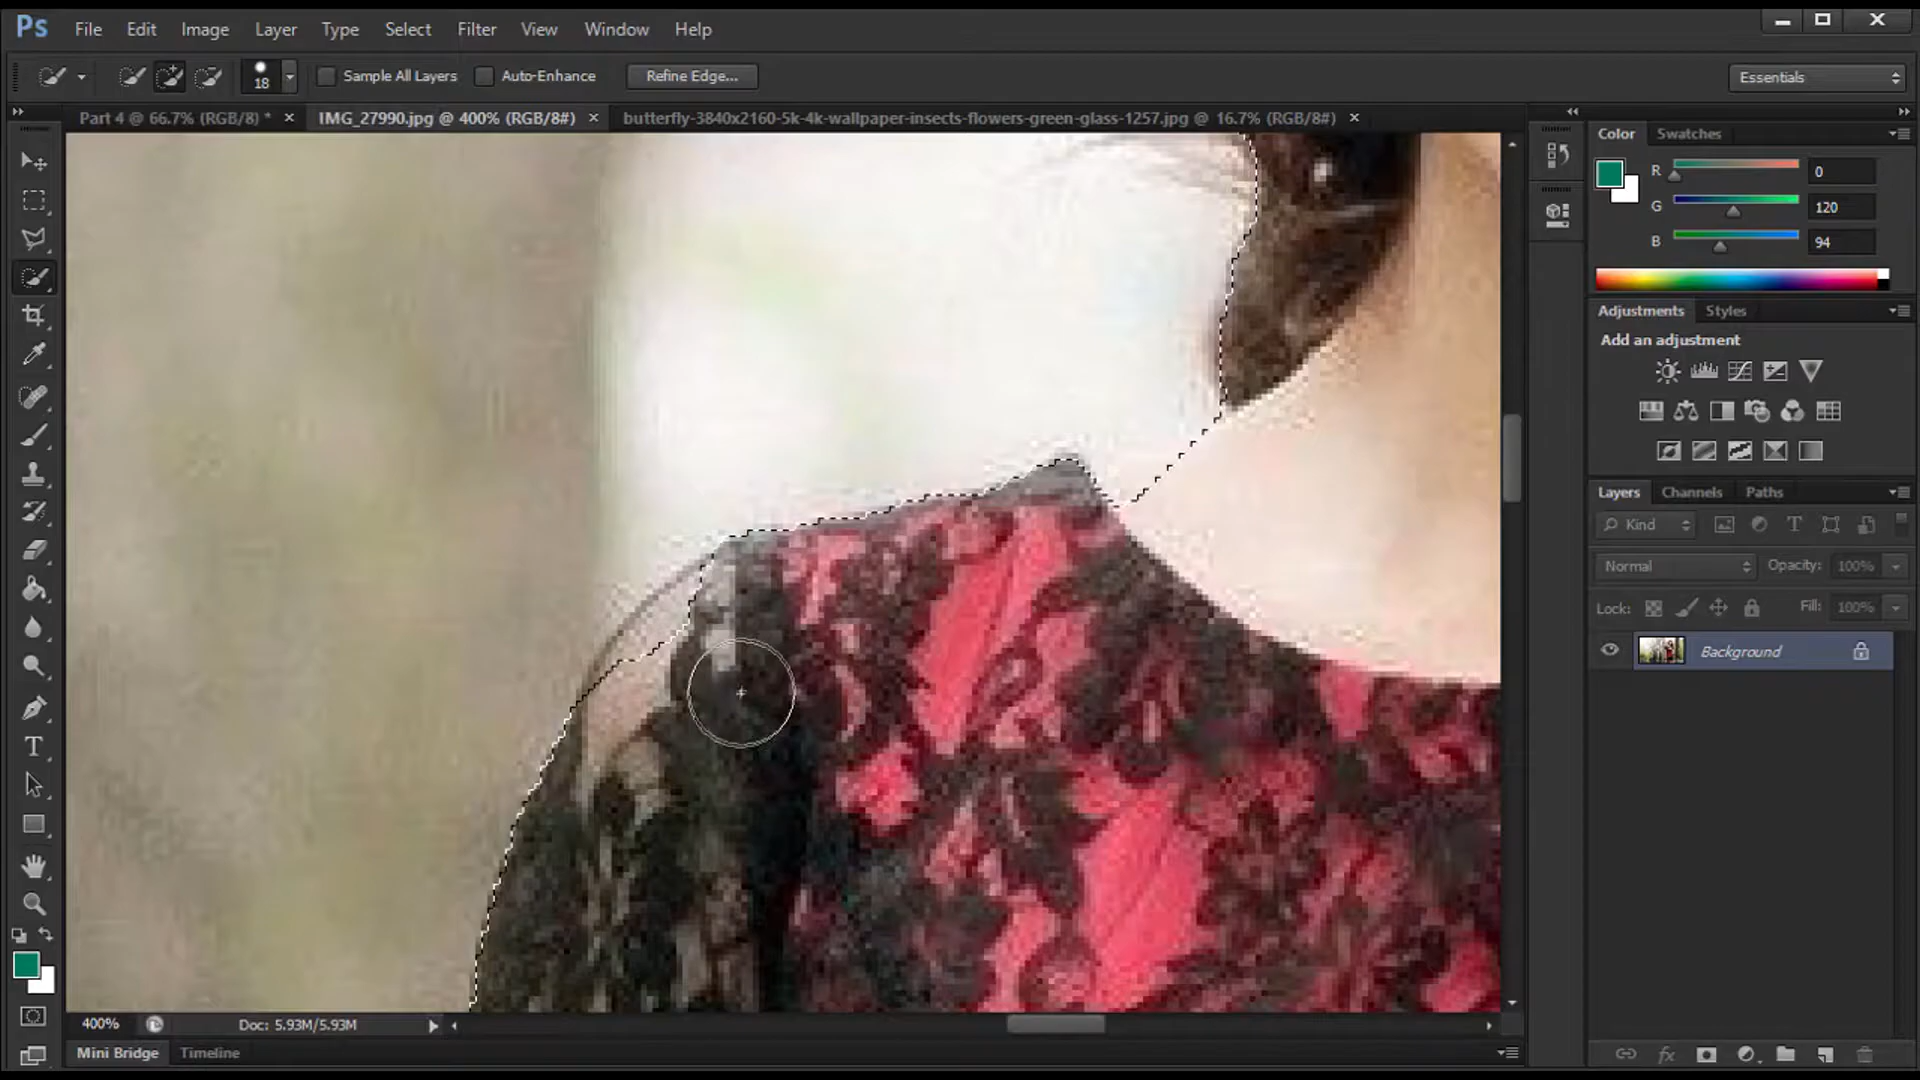 Ps File Edit Image Layer Type Select Filter View Window Help
18 Sample All Layers Auto-Enhance Refine Edge... Essentials
Part 4 @ 66.7% (RGB/8) * IMG_27990.jpg @ 400% (RGB/8#) butterfly-3840x2160-5k-4k-wallpaper-insects-flowers-green-glass-1257.jpg @ 16.7% (RGB/8#)
Color Swatches
R 0
G 120
B 94
Adjustments Styles
Add an adjustment
Layers Channels Paths
Kind
Normal Opacity: 100%
Lock: Fill: 100%
Background
400% Doc: 5.93M/5.93M
Mini Bridge Timeline